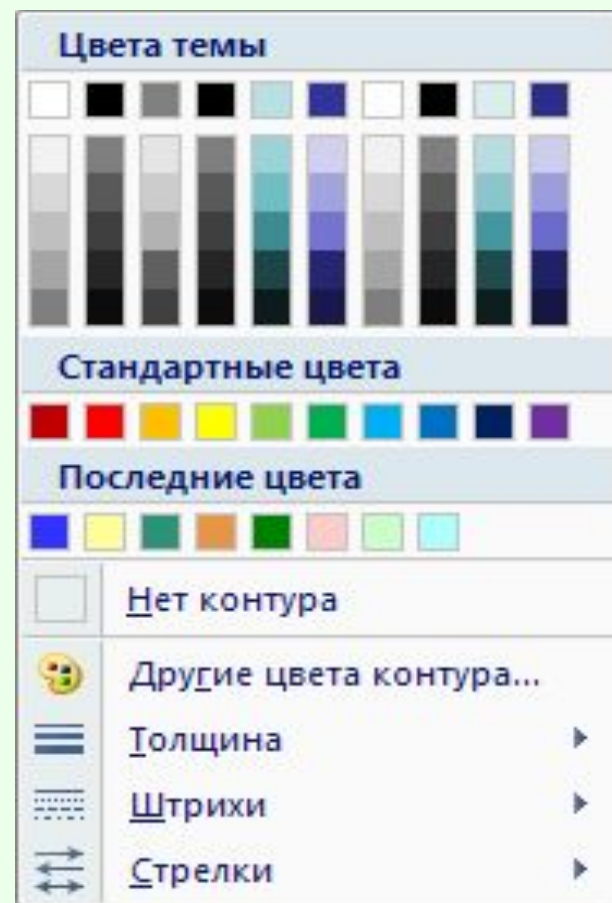 Цвета темы
Стандартные цвета
Последние цвета
Нет контура
Другие цвета контура...
Толщина
Штрихи
Стрелки